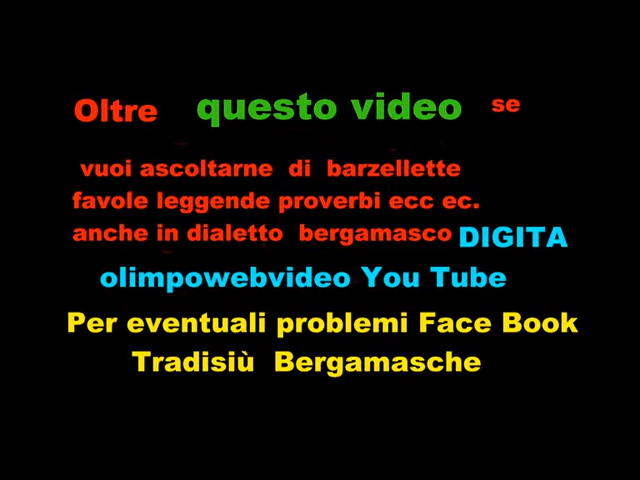 Oltre questo video se
vuoi ascoltarne di barzellette
favole leggende proverbi ecc ec.
anche in dialetto bergamasco DIGITA
olimpowebvideo You Tube
Per eventuali problemi Face Book
Tradisiù Bergamasche